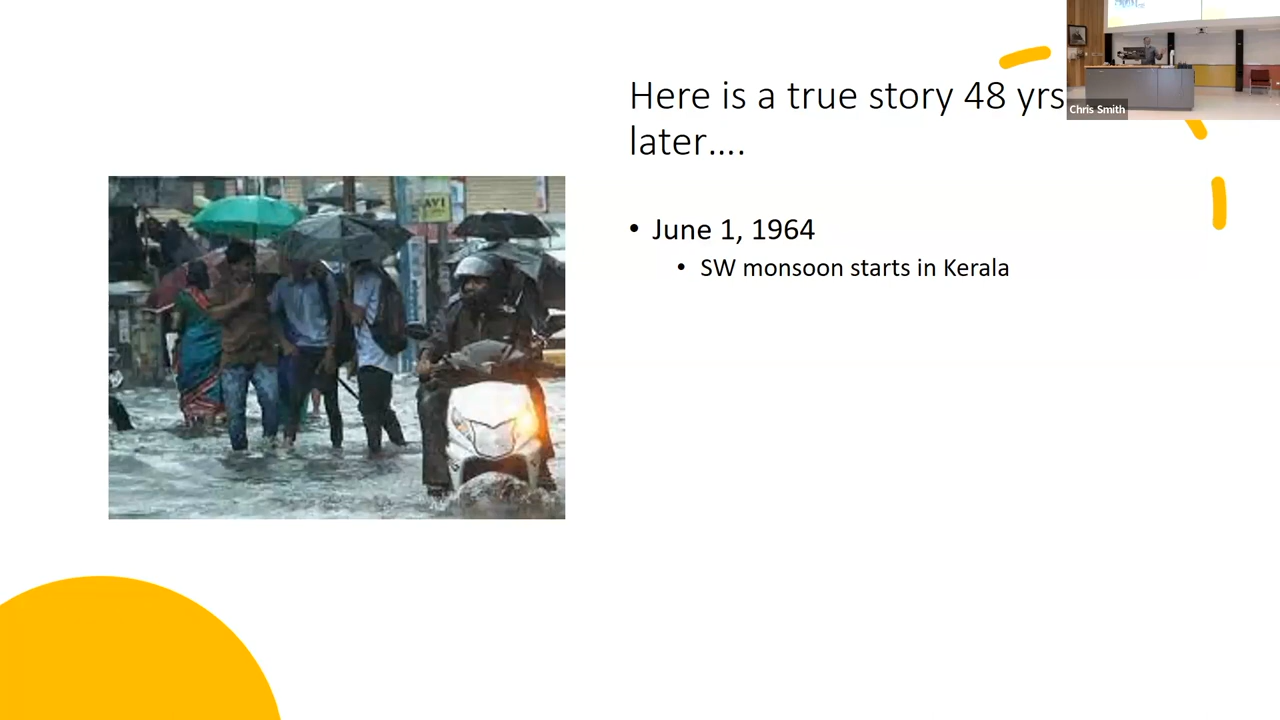 Here is a true story 48 yrs
later....
Chris Smith
• June 1, 1964
• SW monsoon starts in Kerala